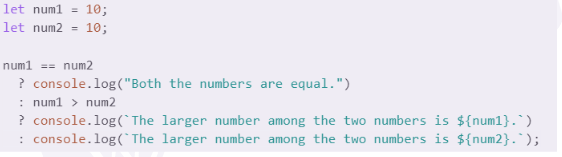 let num1 = 10;
let num2 = 10;
num1 == num2
? console.log("Both the numbers are equal.")
: num1 > num2
? console.log(`The larger number among the two numbers is ${num1}.`)
: console.log(`The larger number among the two numbers is ${num2}.`);